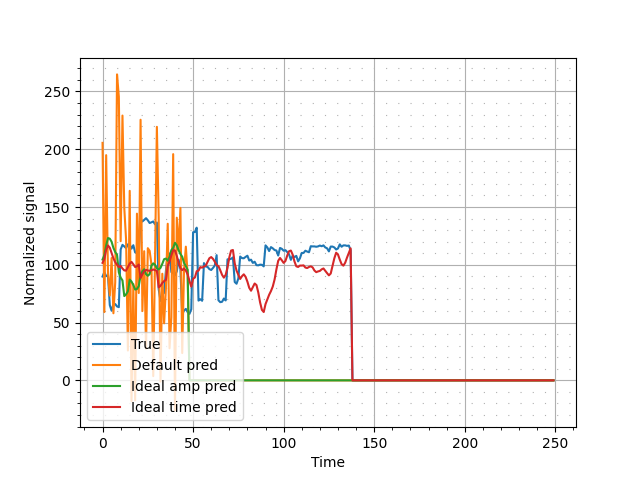 Normalized signal
250
200
150
100
50
0
True
Default pred
Ideal amp pred
Ideal time pred
0 50 100 150 200 250
Time